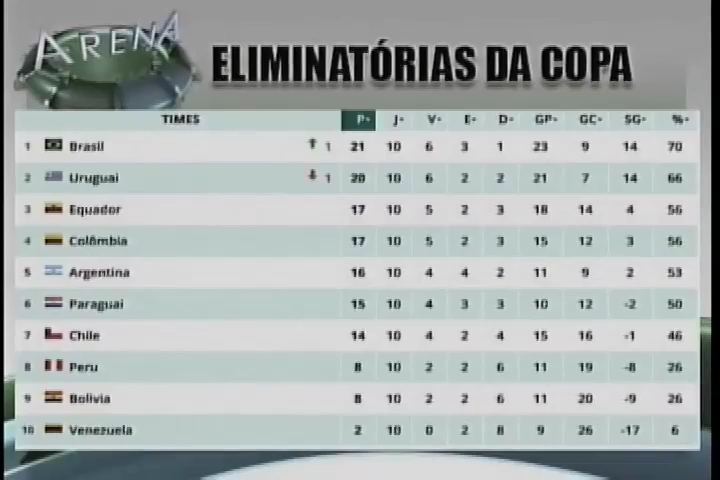 ARENA
ELIMINATÓRIAS DA COPA
TIMES P J V E D GP GC SG %
1 Brasil 1 21 10 6 3 1 23 9 14 70
2 Uruguai 1 20 10 6 2 2 21 7 14 66
3 Equador 17 10 5 2 3 18 14 4 56
4 Colômbia 17 10 5 2 3 15 12 3 56
5 Argentina 16 10 4 4 2 11 9 2 53
6 Paraguai 15 10 4 3 3 10 12 -2 50
7 Chile 14 10 4 2 4 15 16 -1 46
8 Peru 8 10 2 2 6 11 19 -8 26
9 Bolivia 8 10 2 2 6 11 20 -9 26
10 Venezuela 2 10 0 2 8 9 26 -17 6